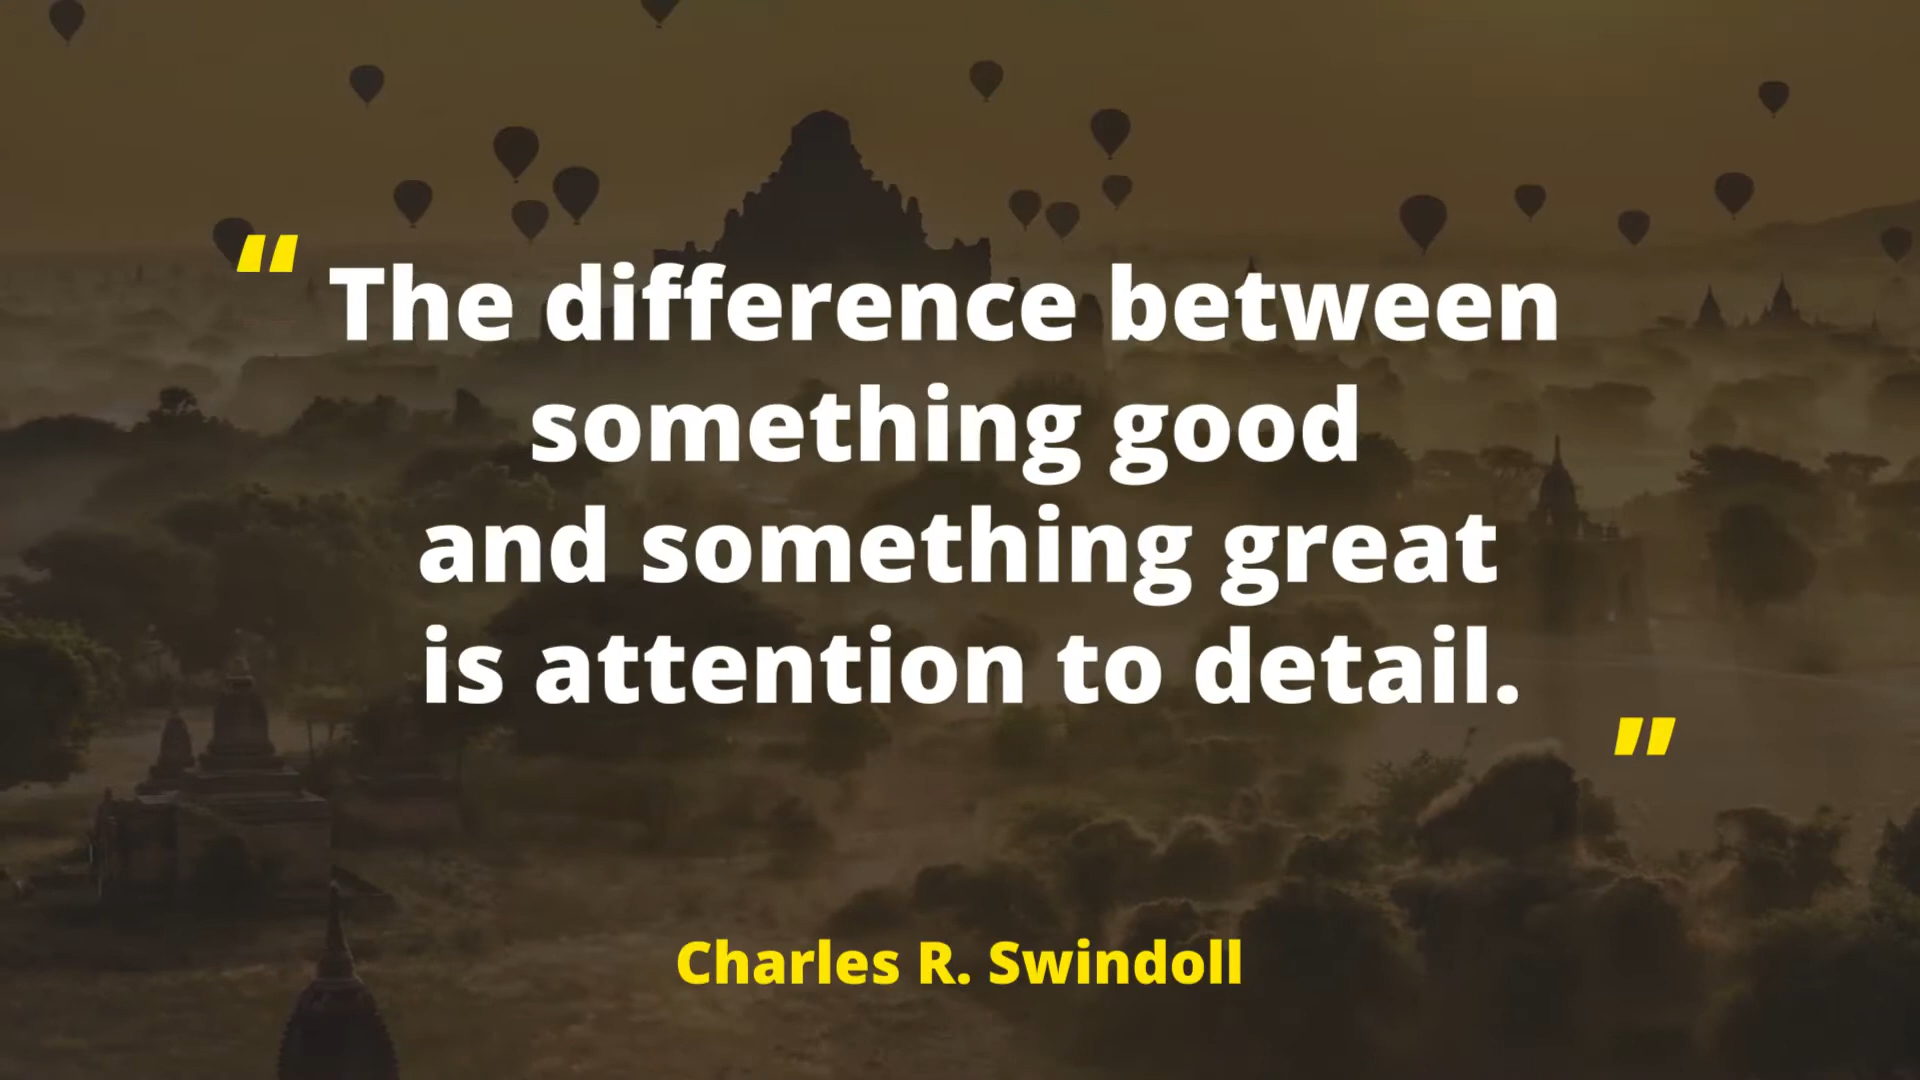 “ The difference between
something good
and something great
is attention to detail.
”
Charles R. Swindoll